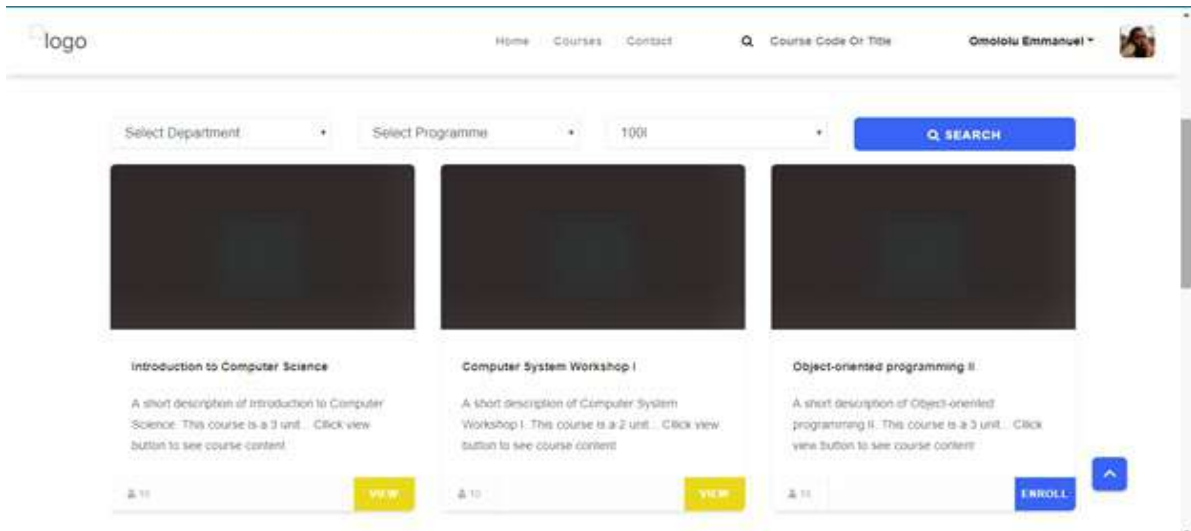 logo
Home Courses Contact Course Code Or Title Omololu Emmanuel
Select Department Select Programme 100l SEARCH
Introduction to Computer Science
A short description of Introduction to Computer
Science. This course is a 3 unit... Cllick view
button to see course content
VIEW
Computer System Workshop I
A short description of Computer System
Workshop I. This course is a 2 unit... Cllick view
button to see course content
VIEW
Object-oriented programming II
A short description of Object-oriented
programming II. This course is a 3 unit... Cllick
view button to see course content
ENROLL